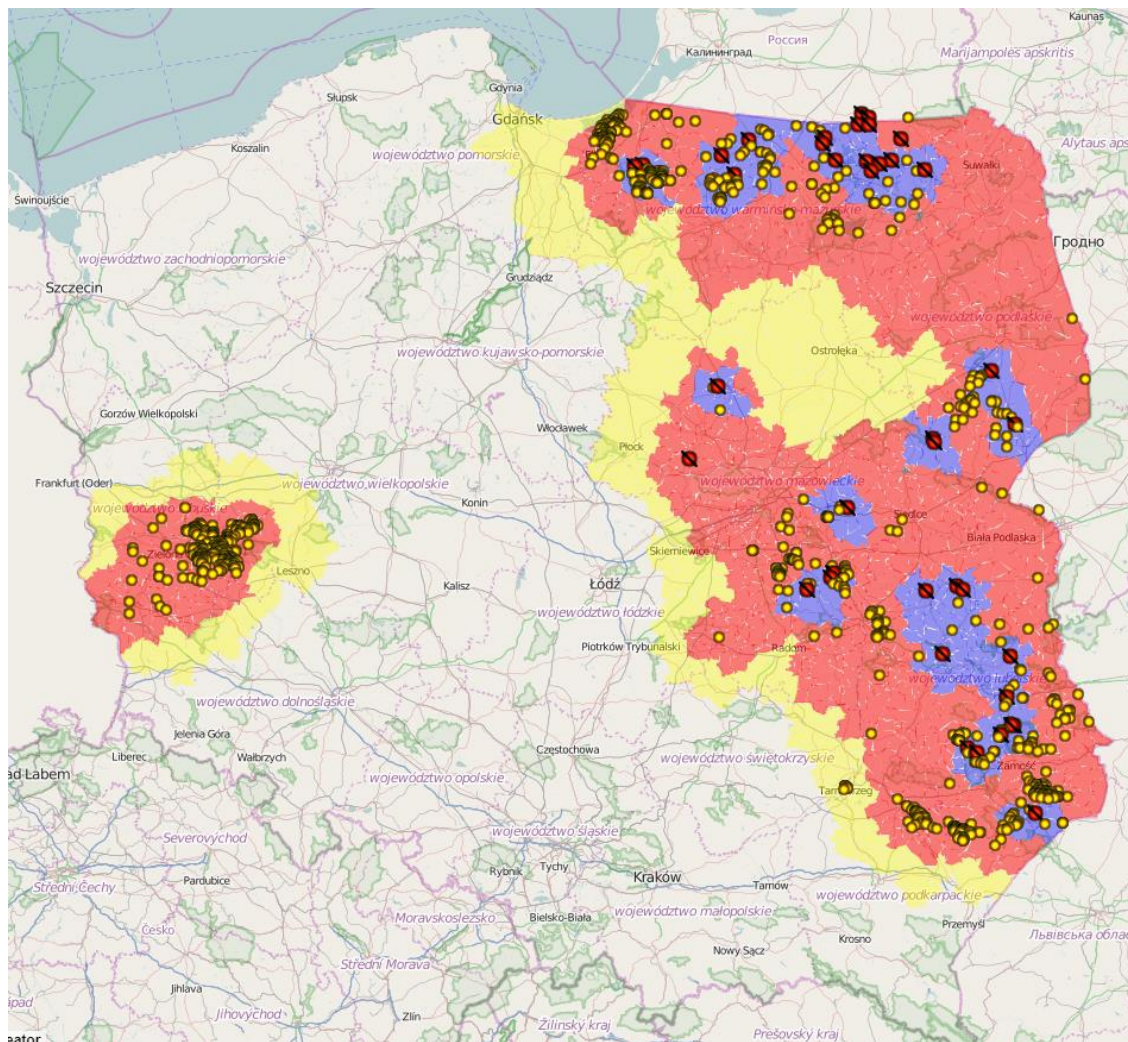 Kaunas
Россия
Калининград
Marijampolės apskritis
Gdynia
Słupsk
Gdańsk
Koszalin
województwo pomorskie
Suwałki
Świnoujście
województwo warmińsko-mazurskie
Гродно
województwo zachodniopomorskie
Grudziądz
Szczecin
województwo podlaskie
województwo kujawsko-pomorskie
Ostrołęka
Gorzów Wielkopolski
Włocławek
Płock
Frankfurt (Oder)
województwo wielkopolskie
województwo mazowieckie
Konin
Siedlce
Biała Podlaska
Skierniewice
Leszno
Kalisz
Łódź
województwo łódzkie
Piotrków Trybunalski
Radom
województwo lubelskie
województwo dolnośląskie
Jelenia Góra
Liberec
Wałbrzych
Częstochowa
województwo świętokrzyskie
Zamość
województwo opolskie
Severovýchod
województwo śląskie
Tychy
Rybnik
Kraków
Tarnów
województwo podkarpackie
Pardubice
Střední Čechy
Moravskoslezsko
Bielsko-Biała
województwo małopolskie
Przemyśl
Krosno
Nowy Sącz
Česko
Střední Morava
Jihlava
Jihovýchod
Zlín
Žilinský kraj
Prešovský kraj